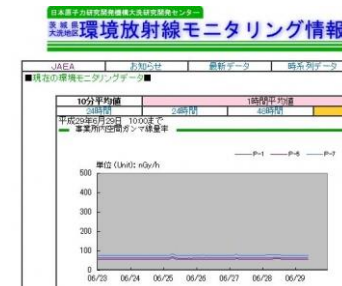 日本原子力研究開発機構大洗研究開発センター
茨城県
大洗地区
環境放射線モニタリング情報
JAEA お知らせ 最新データ 時系列データ
■現在の環境モニタリングデータ■
10分平均値 1時間平均値
24時間 24時間 48時間
平成29年6月29日 10:00まで
事業所内空間ガンマ線量率
P-1 P-6 P-7
単位 (Unit): nGy/h
500
400
300
200
100
0
06/23 06/24 06/25 06/26 06/27 06/28 06/29